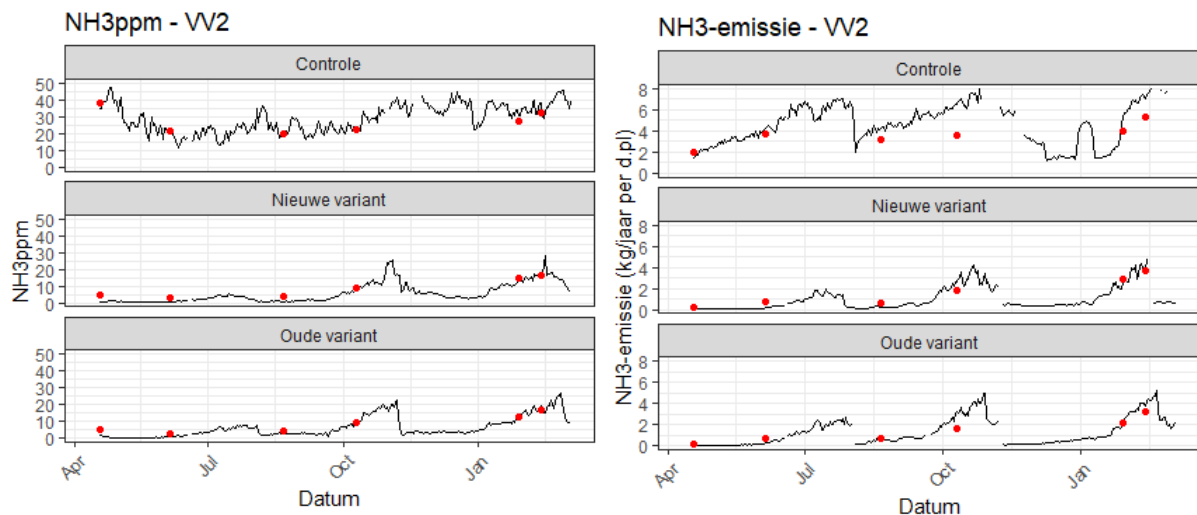 NH3ppm - VV2
Controle
50
40
30
20
10
0
Nieuwe variant
50
40
30
20
10
0
Oude variant
50
40
30
20
10
0
NH3ppm
Apr
Jul
Oct
Jan
Datum
NH3-emissie - VV2
Controle
8
6
4
2
0
Nieuwe variant
8
6
4
2
0
Oude variant
8
6
4
2
0
NH3-emissie (kg/jaar per d.pl)
Apr
Jul
Oct
Jan
Datum